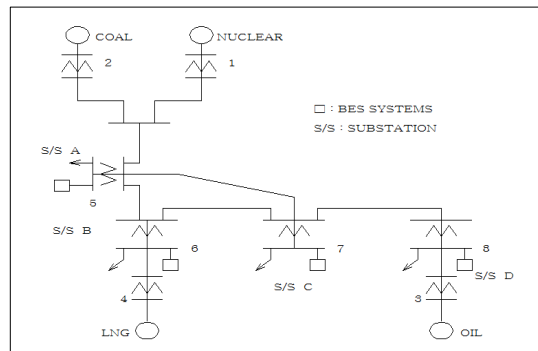 COAL
NUCLEAR
2
1
□ : BES SYSTEMS
S/S : SUBSTATION
S/S A
5
S/S B
6
7
8
S/S C
S/S D
4
3
LNG
OIL